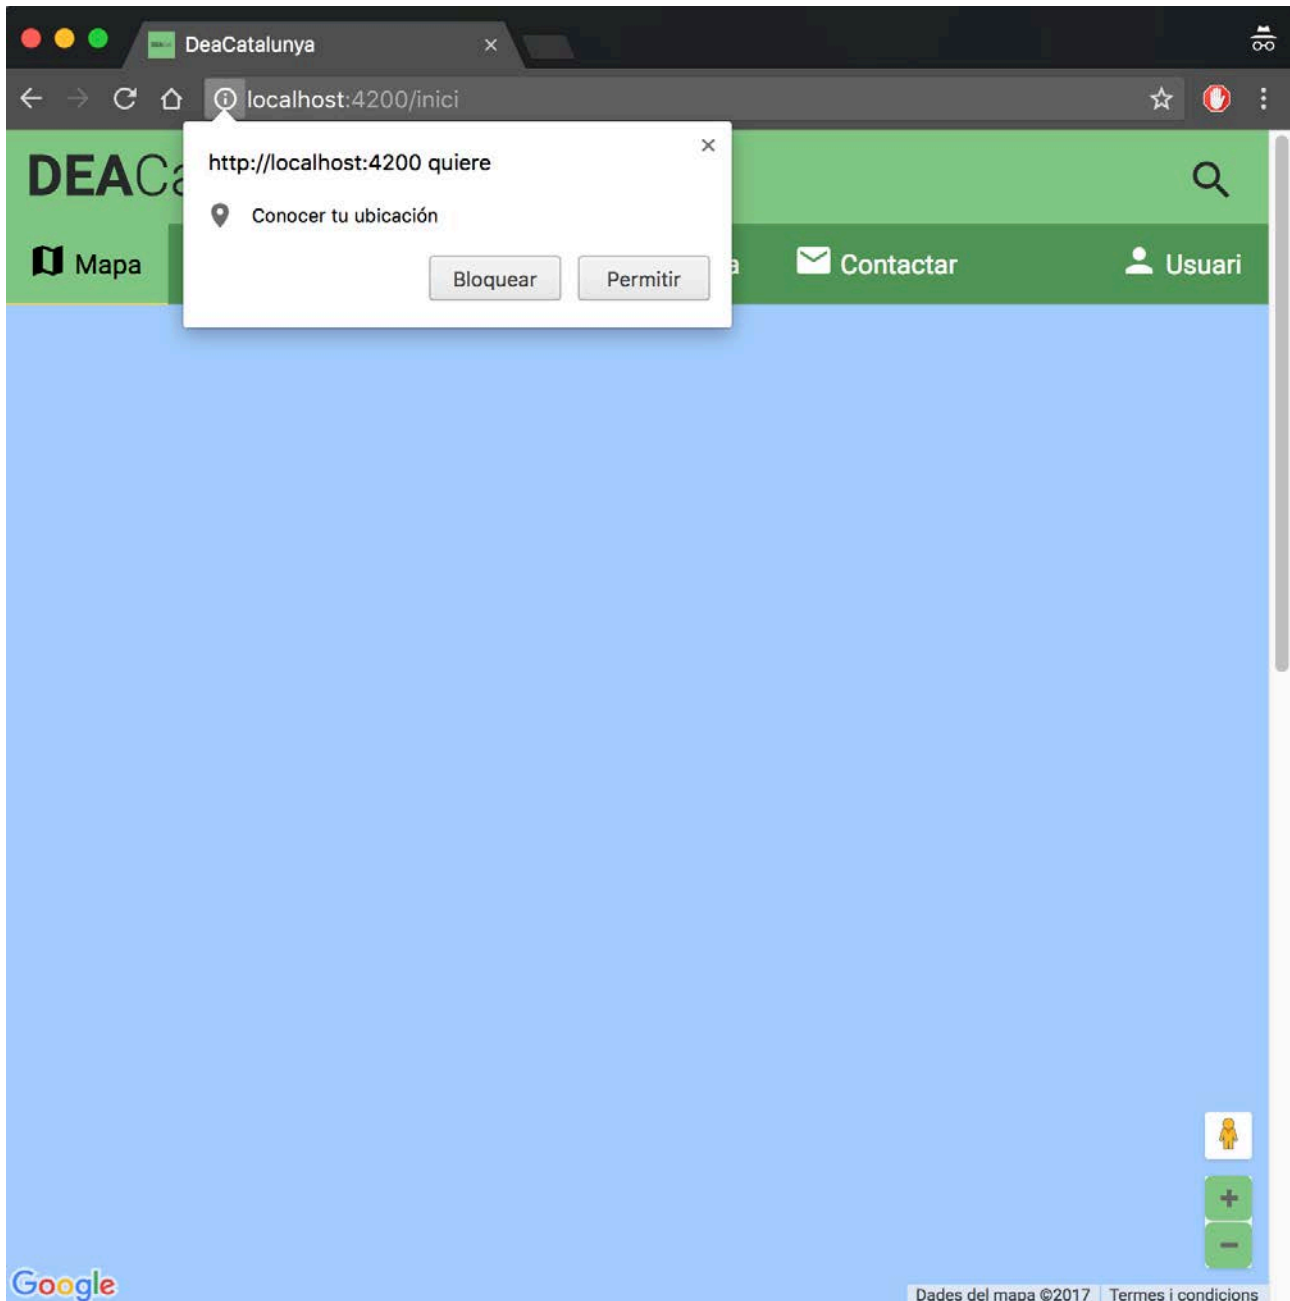 DeaCatalunya
localhost:4200/inici
http://localhost:4200 quiere
Conocer tu ubicación
Bloquear Permitir
DEACa
Mapa a Contactar Usuari
Google
Dades del mapa ©2017 Termes i condicions